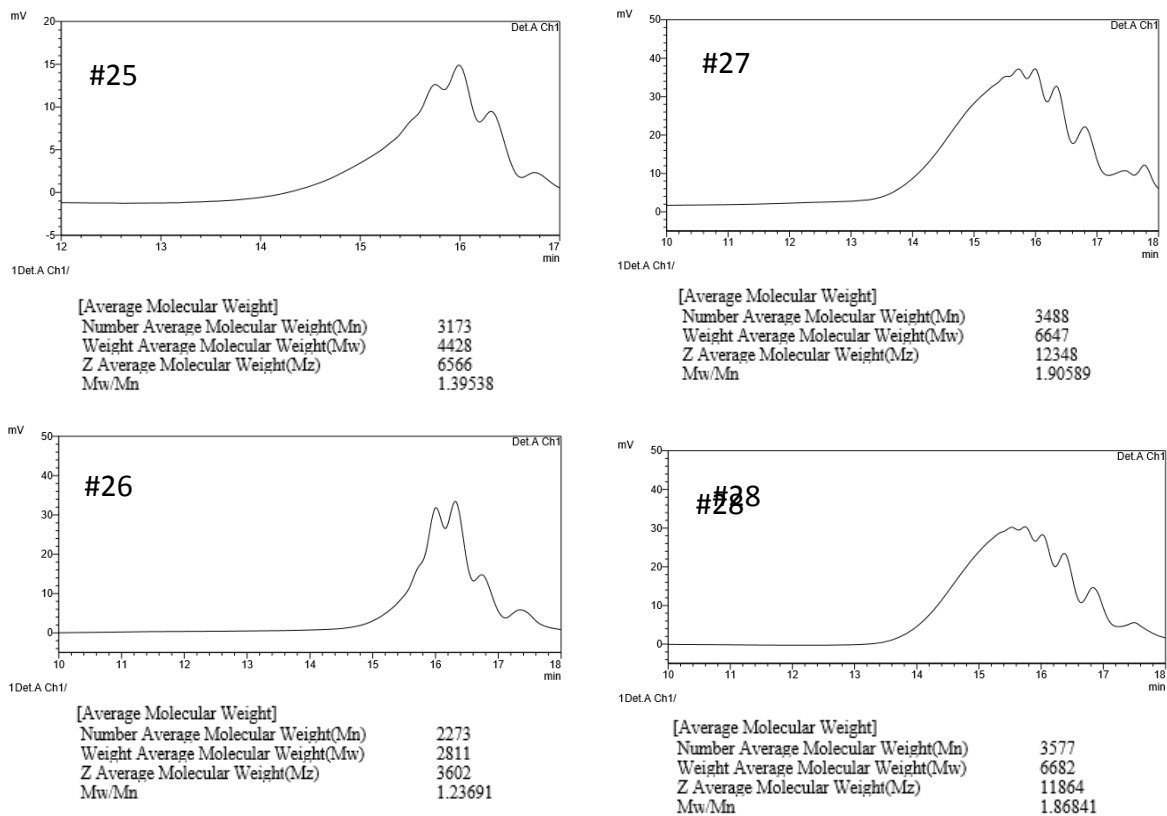 mV
Det.A Ch1
20
15
10
5
0
-5
#25
12 13 14 15 16 17
min
1Det.A Ch1/
[Average Molecular Weight]
Number Average Molecular Weight(Mn) 3173
Weight Average Molecular Weight(Mw) 4428
Z Average Molecular Weight(Mz) 6566
Mw/Mn 1.39538
mV
Det.A Ch1
50
40
30
20
10
0
#27
10 11 12 13 14 15 16 17 18
min
1Det.A Ch1/
[Average Molecular Weight]
Number Average Molecular Weight(Mn) 3488
Weight Average Molecular Weight(Mw) 6647
Z Average Molecular Weight(Mz) 12348
Mw/Mn 1.90589
mV
Det.A Ch1
50
40
30
20
10
0
#26
10 11 12 13 14 15 16 17 18
min
1Det.A Ch1/
[Average Molecular Weight]
Number Average Molecular Weight(Mn) 2273
Weight Average Molecular Weight(Mw) 2811
Z Average Molecular Weight(Mz) 3602
Mw/Mn 1.23691
mV
Det.A Ch1
50
40
30
20
10
0
#28
#28
10 11 12 13 14 15 16 17 18
min
1Det.A Ch1/
[Average Molecular Weight]
Number Average Molecular Weight(Mn) 3577
Weight Average Molecular Weight(Mw) 6682
Z Average Molecular Weight(Mz) 11864
Mw/Mn 1.86841